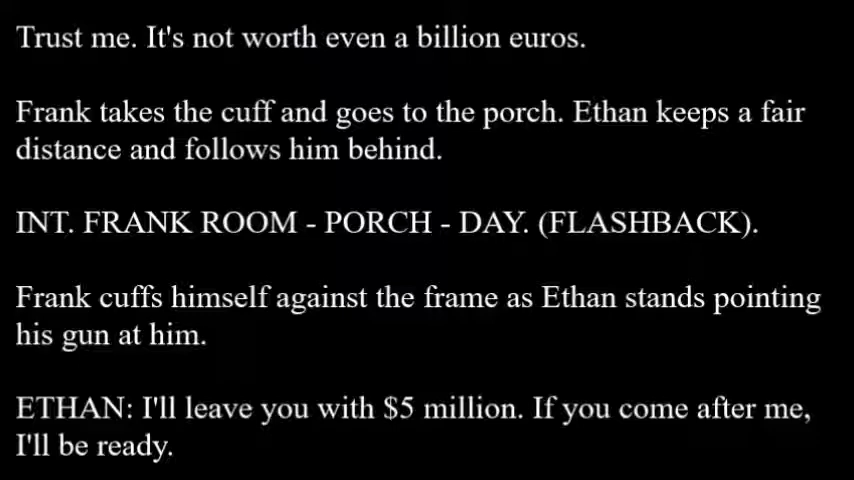 Trust me. It's not worth even a billion euros.
Frank takes the cuff and goes to the porch. Ethan keeps a fair
distance and follows him behind.
INT. FRANK ROOM - PORCH - DAY. (FLASHBACK).
Frank cuffs himself against the frame as Ethan stands pointing
his gun at him.
ETHAN: I'll leave you with $5 million. If you come after me,
I'll be ready.